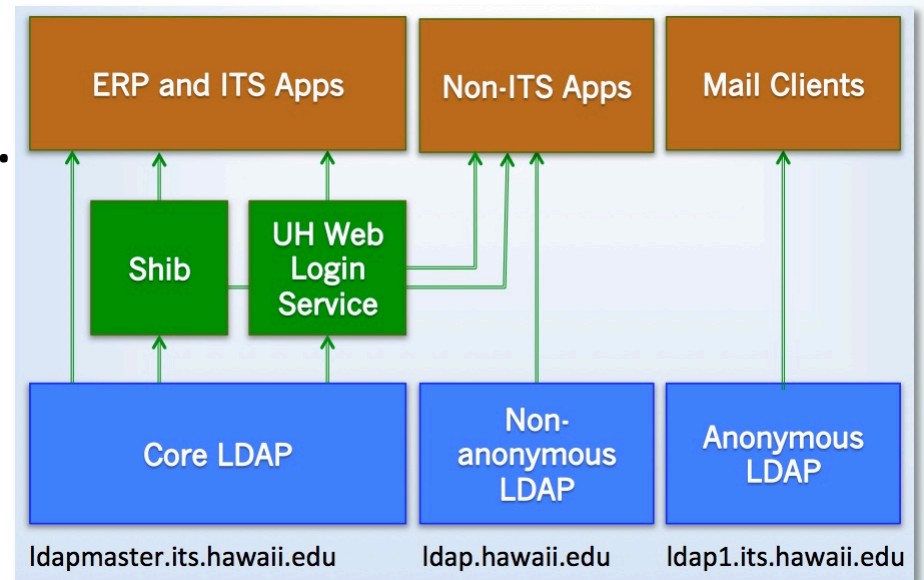 ERP and ITS Apps
Non-ITS Apps
Mail Clients
.
Shib
UH Web
Login
Service
Core LDAP
Non-
anonymous
LDAP
Anonymous
LDAP
ldapmaster.its.hawaii.edu
ldap.hawaii.edu
ldap1.its.hawaii.edu